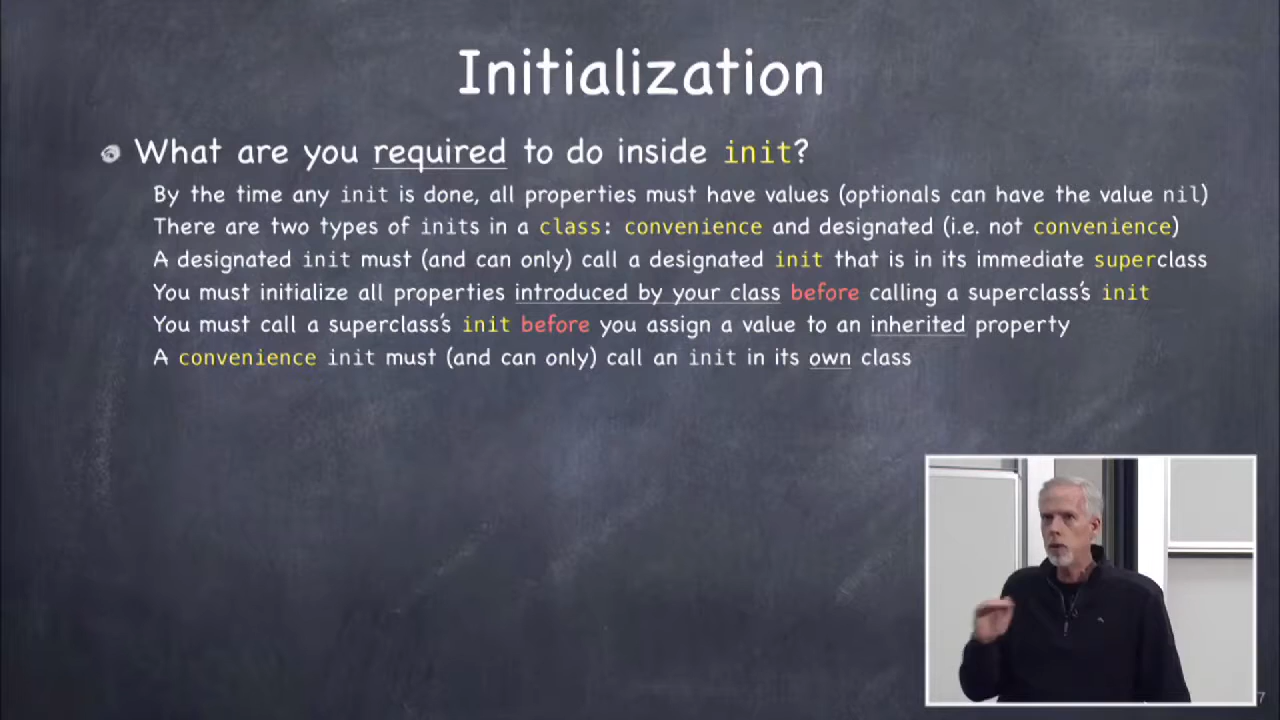 Initialization
What are you required to do inside init?
By the time any init is done, all properties must have values (optionals can have the value nil)
There are two types of inits in a class: convenience and designated (i.e. not convenience)
A designated init must (and can only) call a designated init that is in its immediate superclass
You must initialize all properties introduced by your class before calling a superclass's init
You must call a superclass's init before you assign a value to an inherited property
A convenience init must (and can only) call an init in its own class
7